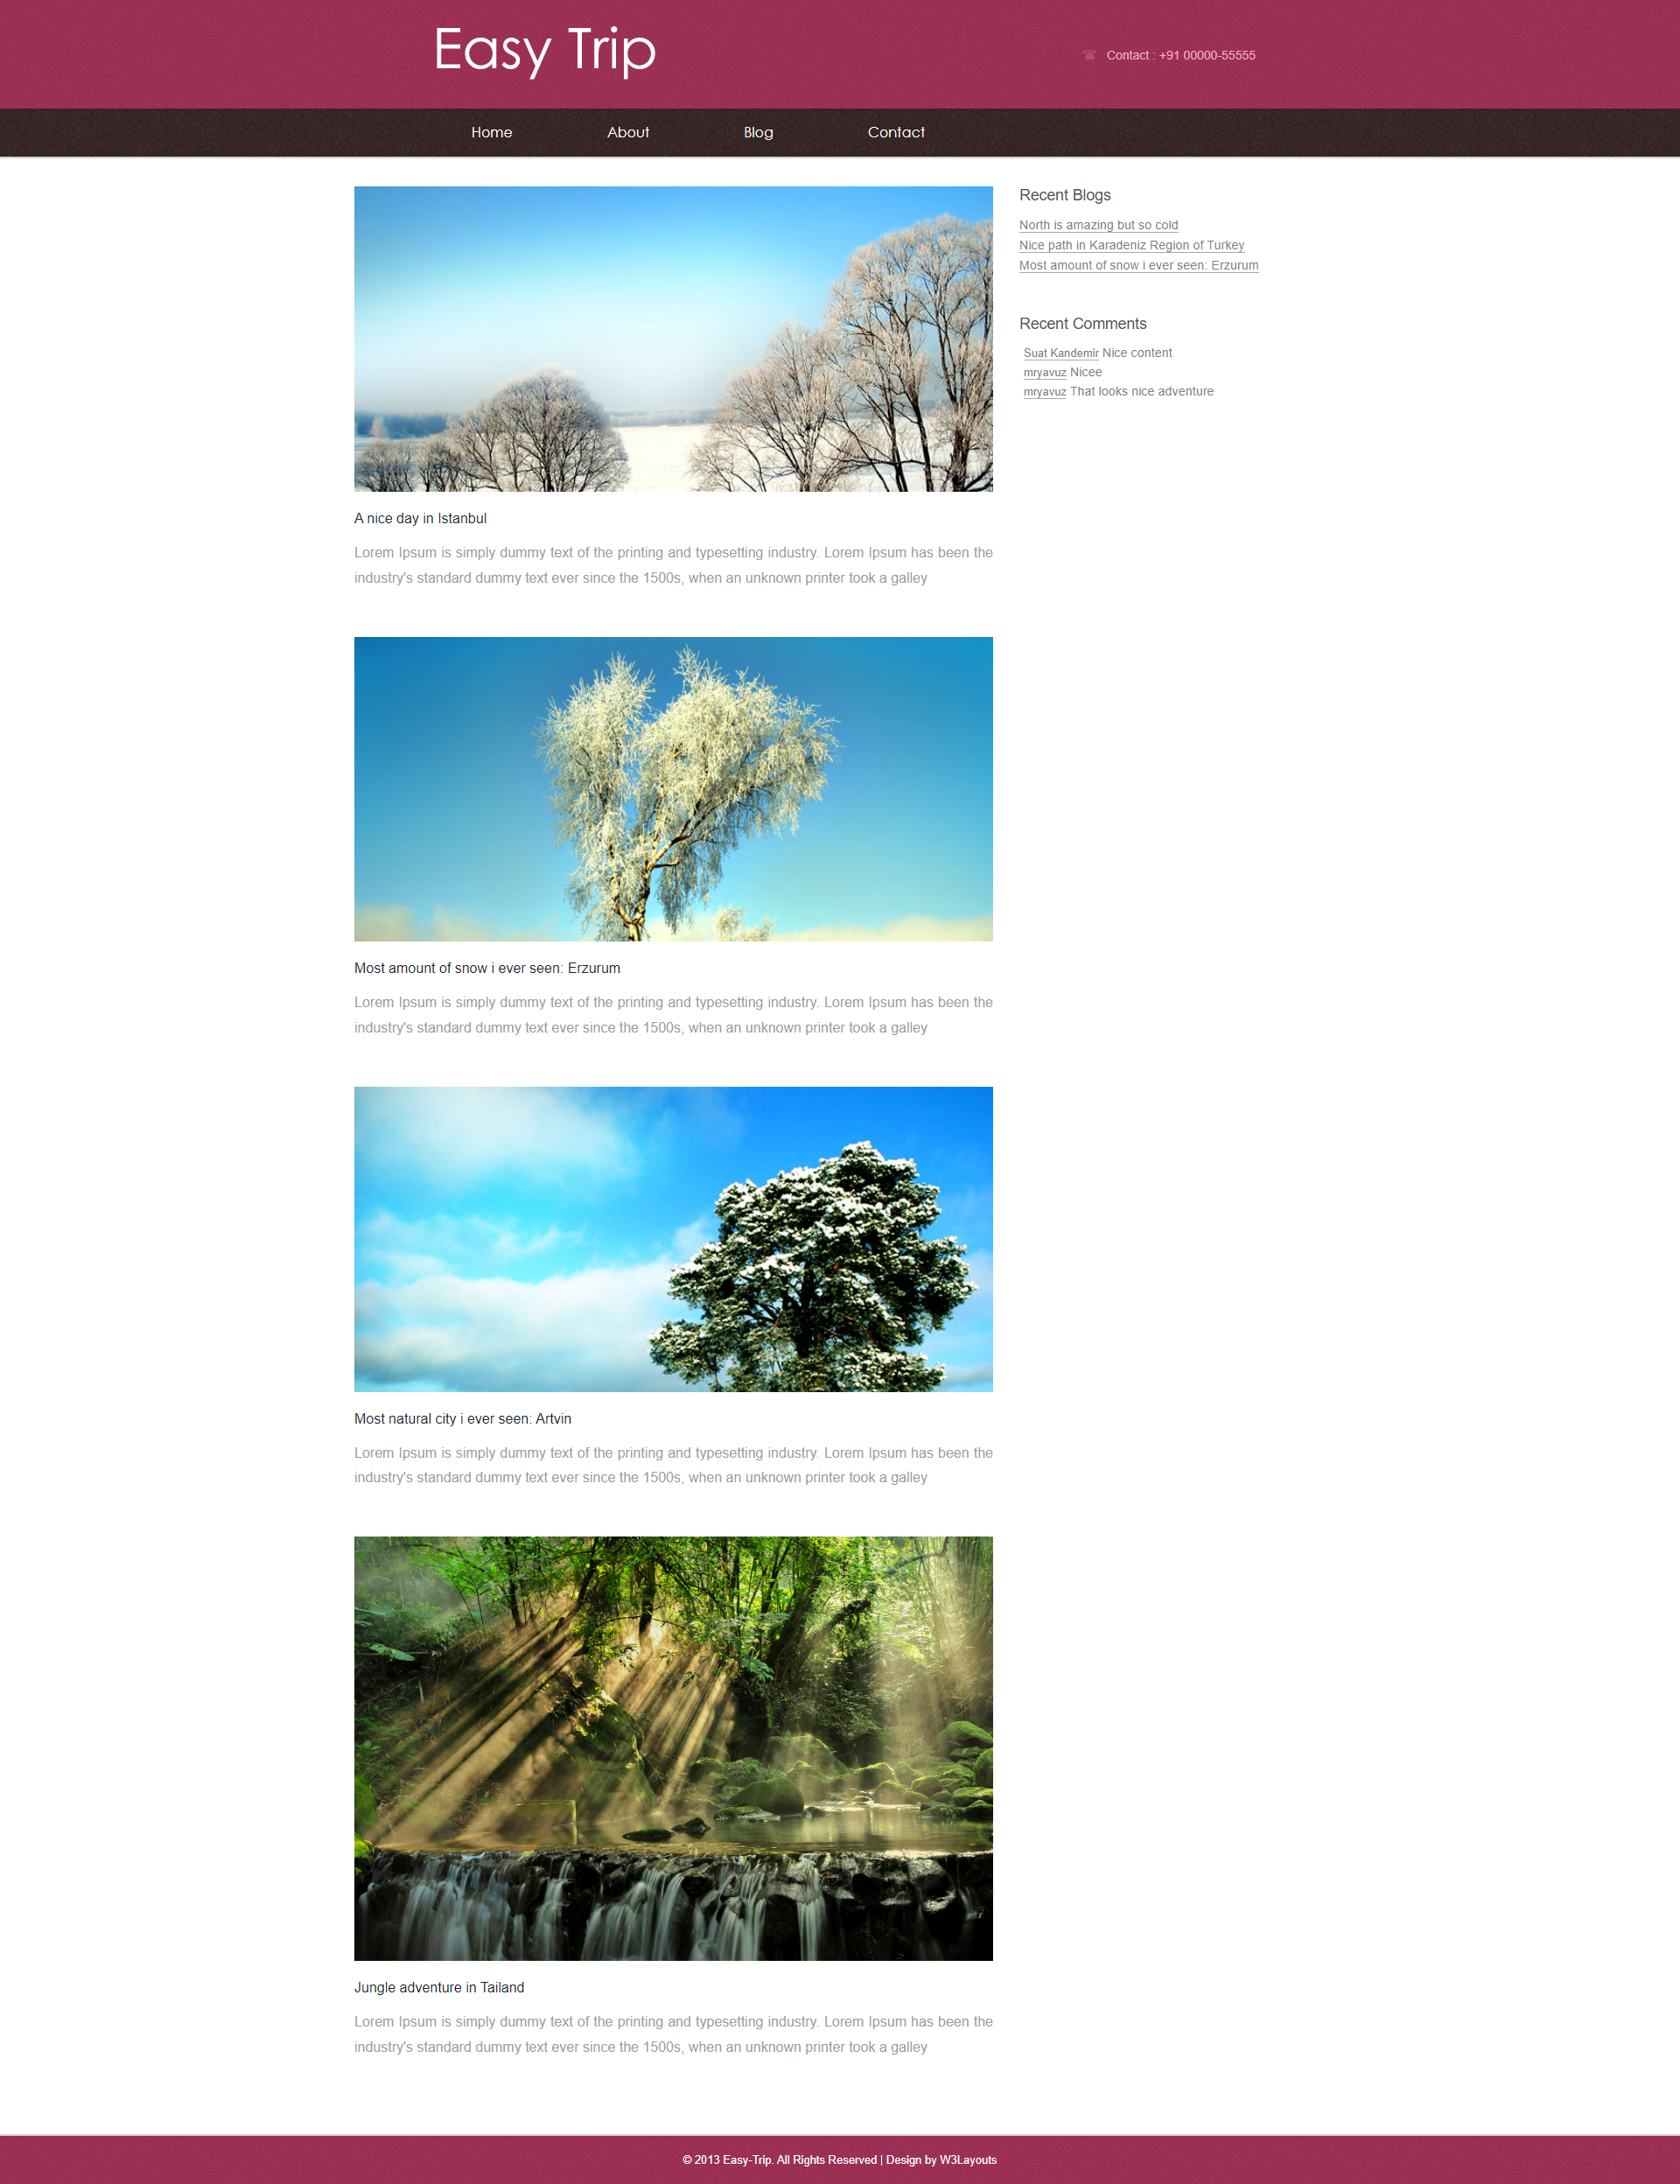 Easy Trip
Contact : +91 00000-55555
Home About Blog Contact
A nice day in Istanbul
Lorem Ipsum is simply dummy text of the printing and typesetting industry. Lorem Ipsum has been the
industry's standard dummy text ever since the 1500s, when an unknown printer took a galley
Most amount of snow i ever seen: Erzurum
Lorem Ipsum is simply dummy text of the printing and typesetting industry. Lorem Ipsum has been the
industry's standard dummy text ever since the 1500s, when an unknown printer took a galley
Most natural city i ever seen: Artvin
Lorem Ipsum is simply dummy text of the printing and typesetting industry. Lorem Ipsum has been the
industry's standard dummy text ever since the 1500s, when an unknown printer took a galley
Jungle adventure in Tailand
Lorem Ipsum is simply dummy text of the printing and typesetting industry. Lorem Ipsum has been the
industry's standard dummy text ever since the 1500s, when an unknown printer took a galley
Recent Blogs
North is amazing but so cold
Nice path in Karadeniz Region of Turkey
Most amount of snow i ever seen: Erzurum
Recent Comments
Suat Kandemir Nice content
mryavuz Nicee
mryavuz That looks nice adventure
© 2013 Easy-Trip. All Rights Reserved | Design by W3Layouts